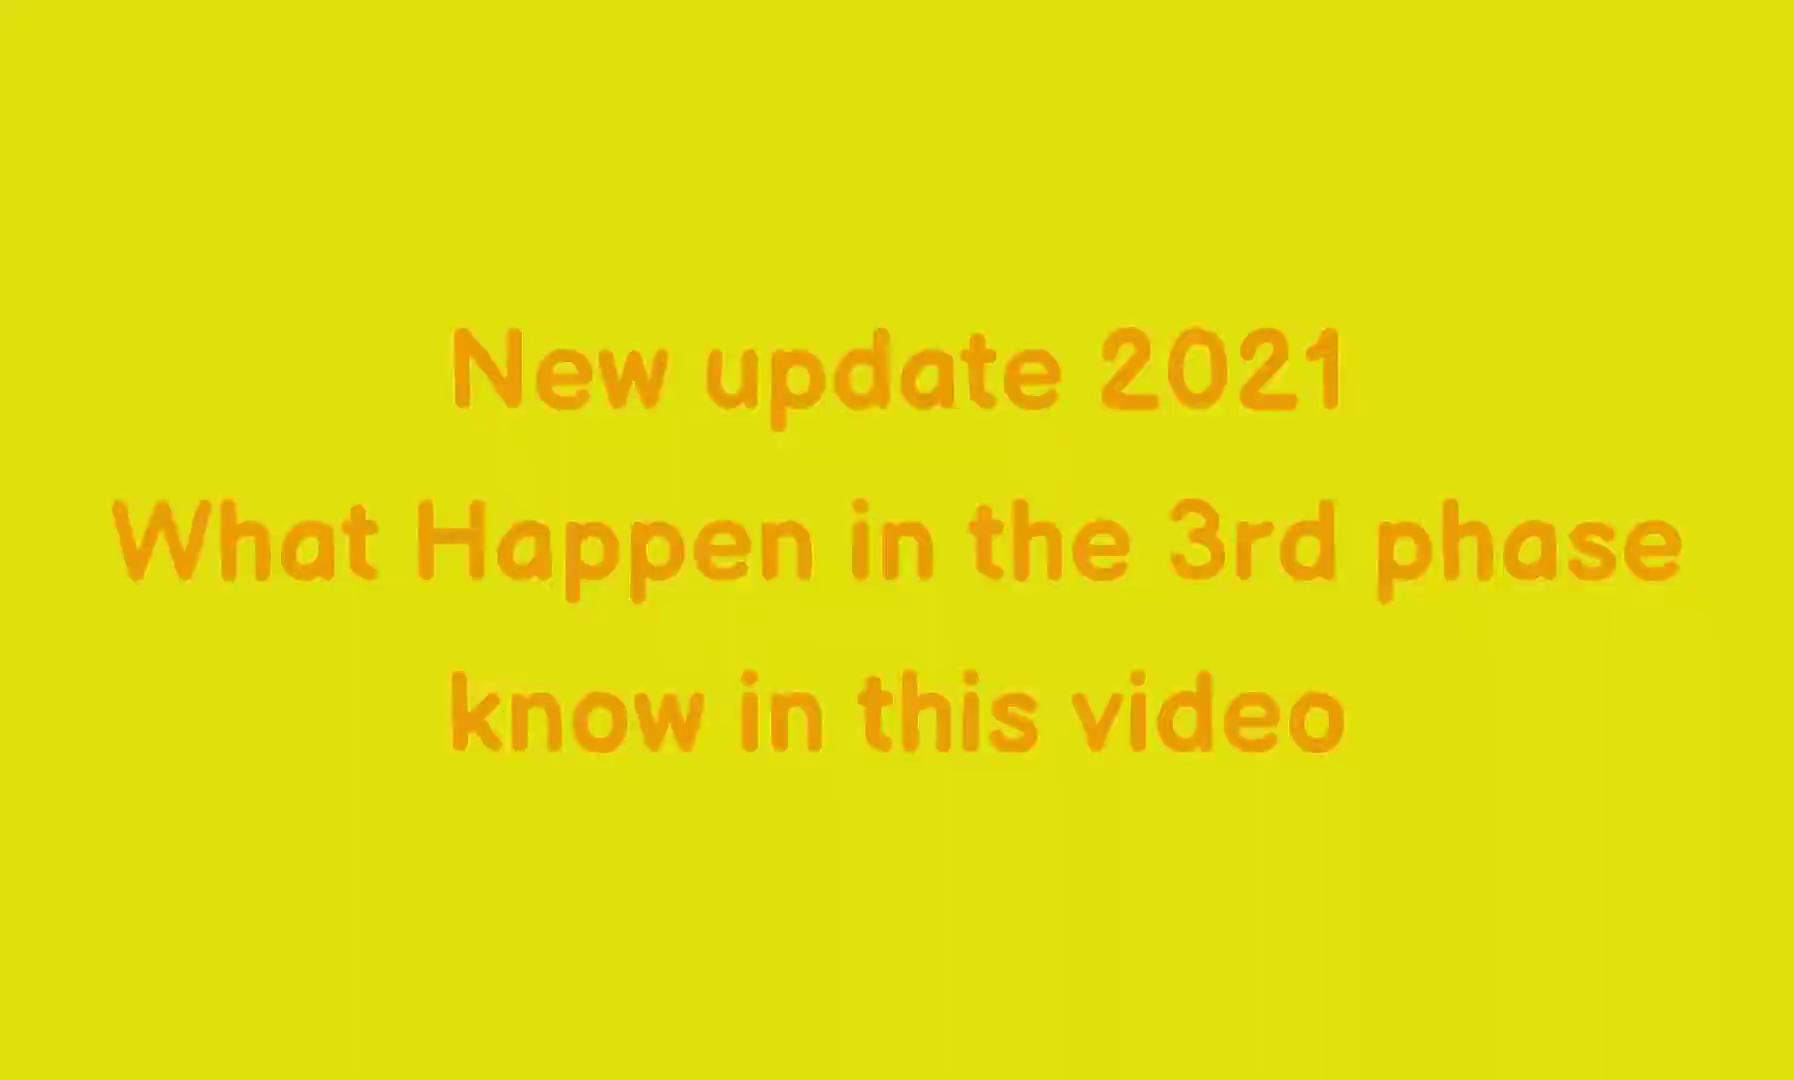 New update 2021
What Happen in the 3rd phase
know in this video